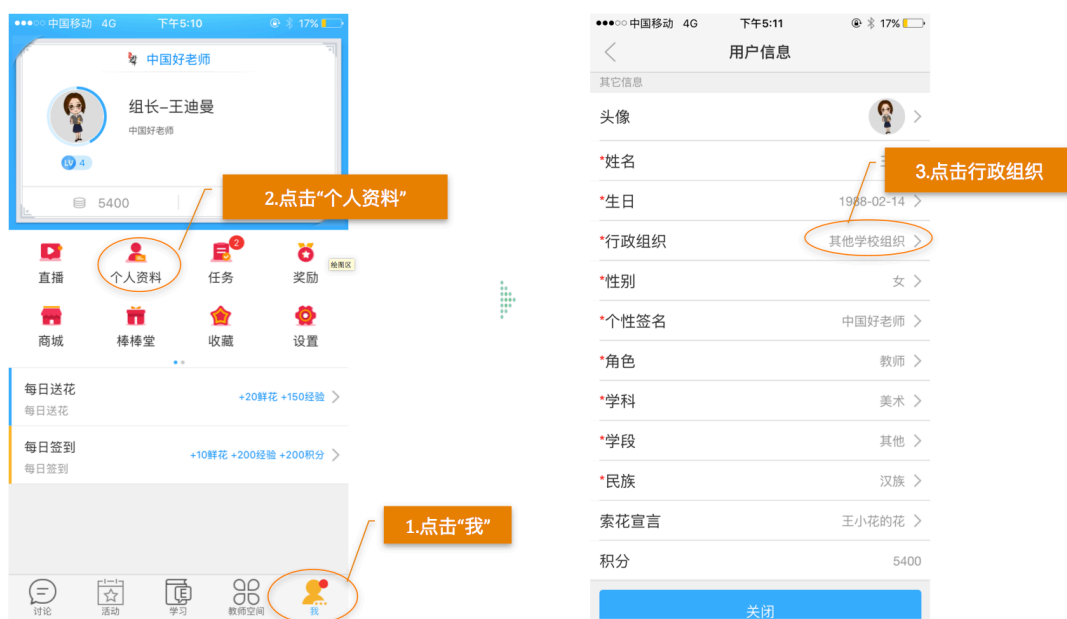 中国移动 4G 下午5:10 17%
中国好老师
组长-王迪曼
中国好老师
LV 4
5400
2.点击“个人资料”
直播 个人资料 任务 2 奖励
绘图区
商城 棒棒堂 收藏 设置
每日送花
+20鲜花 +150经验
每日送花
每日签到
+10鲜花 +200经验 +200积分
每日签到
1.点击“我”
讨论 活动 学习 教师空间 我
中国移动 4G 下午5:11 17%
用户信息
其它信息
头像
*姓名
3.点击行政组织
*生日 1988-02-14
*行政组织 其他学校组织
*性别 女
*个性签名 中国好老师
*角色 教师
*学科 美术
*学段 其他
*民族 汉族
索花宣言 王小花的花
积分 5400
关闭